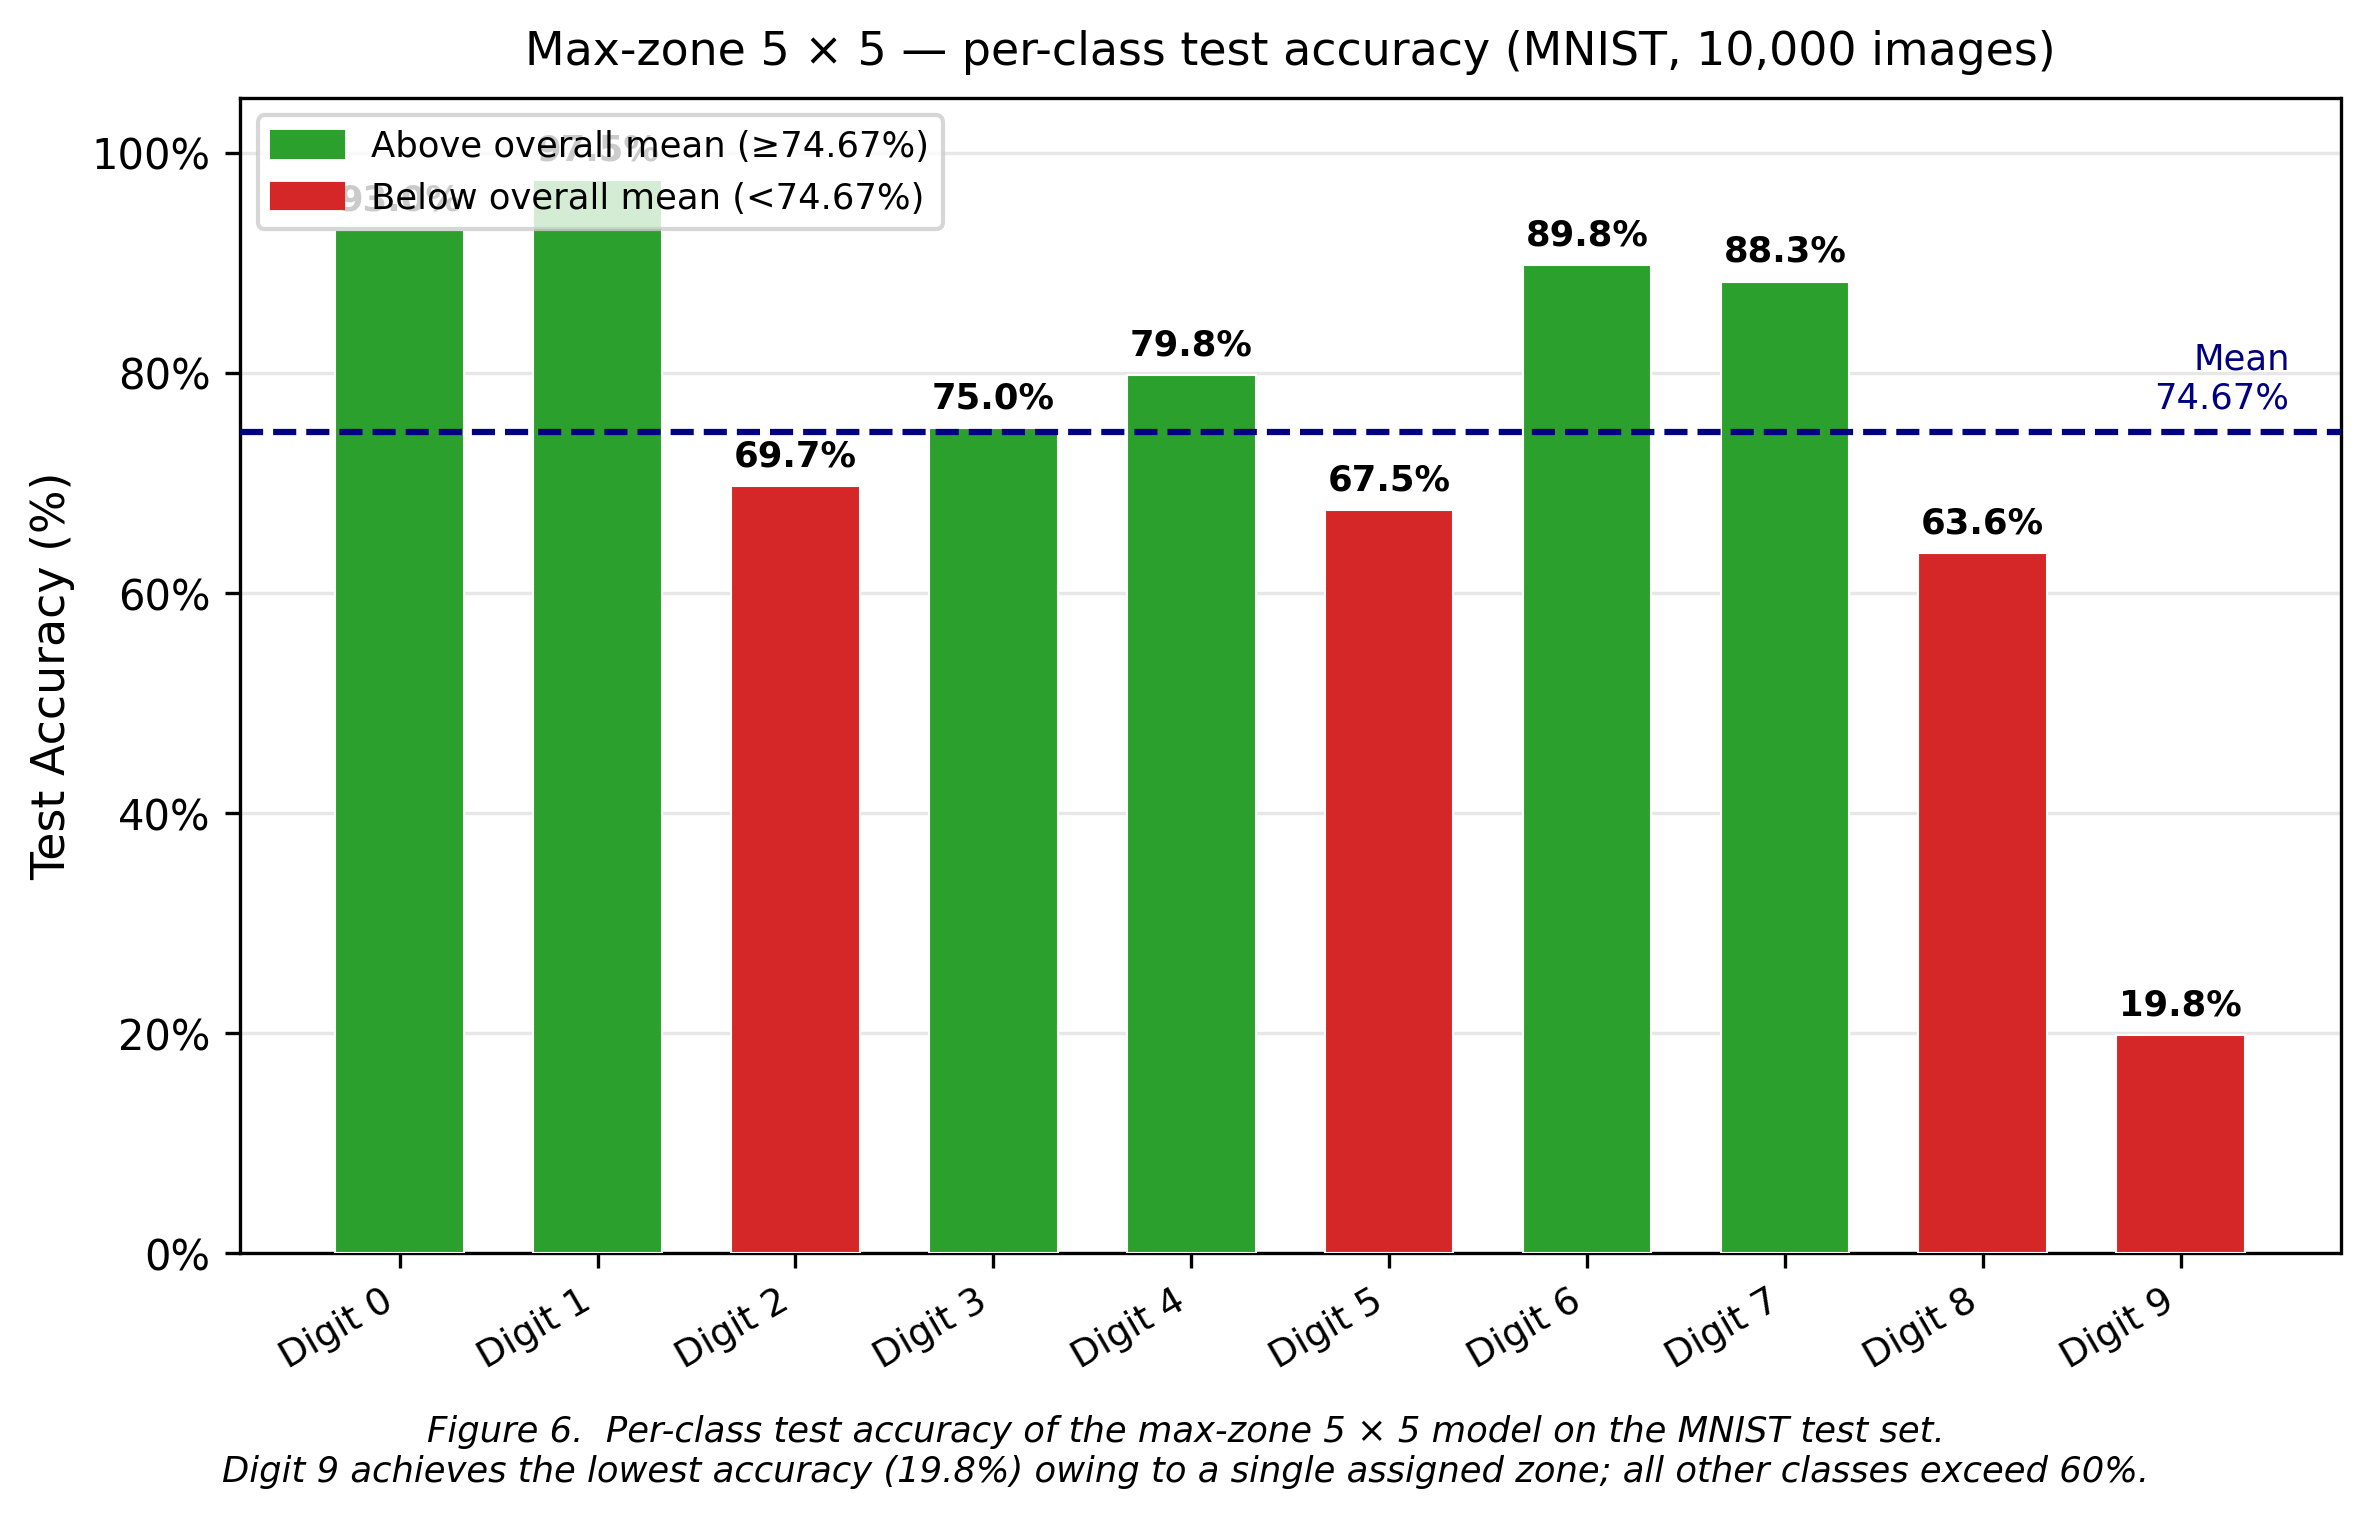 Max-zone 5 × 5 — per-class test accuracy (MNIST, 10,000 images)
Test Accuracy (%)
100%
80%
60%
40%
20%
0%
Above overall mean (≥74.67%)
Below overall mean (<74.67%)
93.0%
97.5%
69.7%
75.0%
79.8%
67.5%
89.8%
88.3%
63.6%
19.8%
Mean
74.67%
Digit 0
Digit 1
Digit 2
Digit 3
Digit 4
Digit 5
Digit 6
Digit 7
Digit 8
Digit 9
Figure 6. Per-class test accuracy of the max-zone 5 × 5 model on the MNIST test set.
Digit 9 achieves the lowest accuracy (19.8%) owing to a single assigned zone; all other classes exceed 60%.